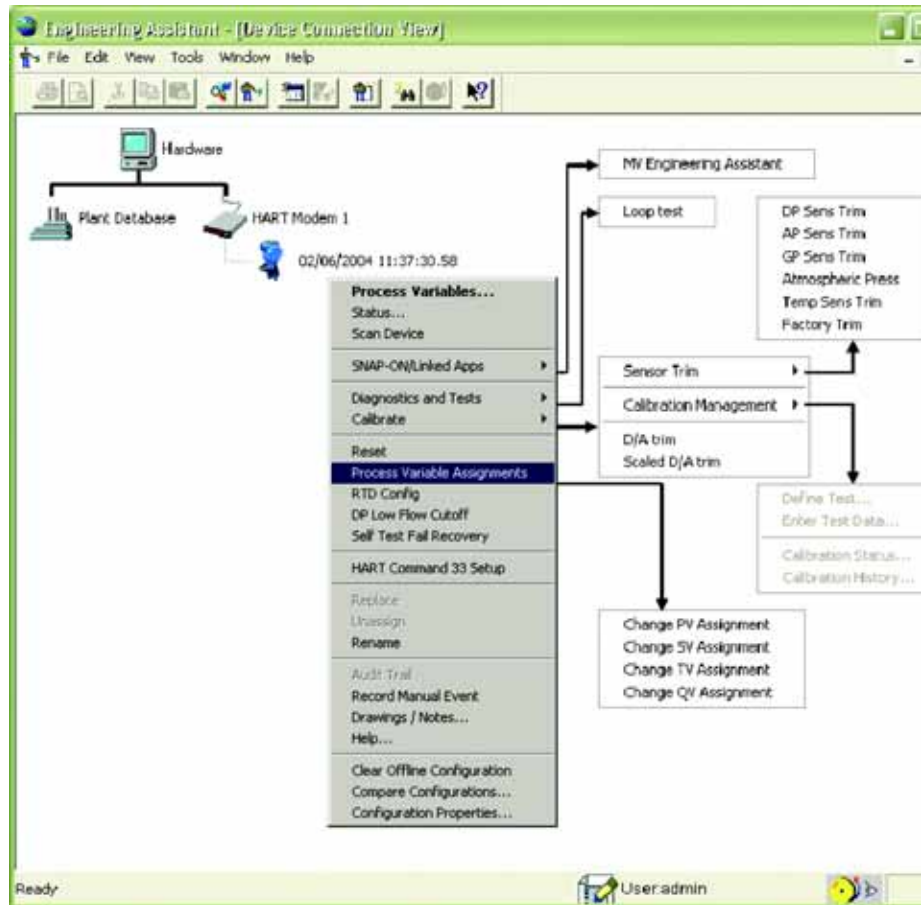 Engineering Assistant - [Device Connection View]
File Edit View Tools Window Help
Hardware
Plant Database
HART Modem 1
02/06/2004 11:37:30.58
Process Variables...
Status...
Scan Device
SNAP-ON/Linked Apps
Diagnostics and Tests
Calibrate
Reset
Process Variable Assignments
RTD Config
DP Low Flow Cutoff
Self Test Fail Recovery
HART Command 33 Setup
Replace
Unassign
Rename
Audit Trail
Record Manual Event
Drawings / Notes...
Help...
Clear Offline Configuration
Compare Configurations...
Configuration Properties...
MV Engineering Assistant
Loop test
Sensor Trim
Calibration Management
D/A trim
Scaled D/A trim
DP Sens Trim
AP Sens Trim
GP Sens Trim
Atmospheric Press
Temp Sens Trim
Factory Trim
Define Test...
Enter Test Data...
Calibration Status...
Calibration History...
Change PV Assignment
Change SV Assignment
Change TV Assignment
Change QV Assignment
Ready
User:admin